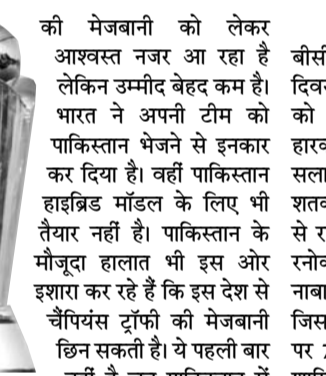 की मेजबानी को लेकर
आश्वस्त नजर आ रहा है
लेकिन उम्मीद बेहद कम है।
भारत ने अपनी टीम को
पाकिस्तान भेजने से इनकार
कर दिया है। वहीं पाकिस्तान
हाइब्रिड मॉडल के लिए भी
तैयार नहीं है। पाकिस्तान के
मौजूदा हालात भी इस ओर
इशारा कर रहे हैं कि इस देश से
चैंपियंस ट्रॉफी की मेजबानी
छिन सकती है। ये पहली बार
को
से
पर